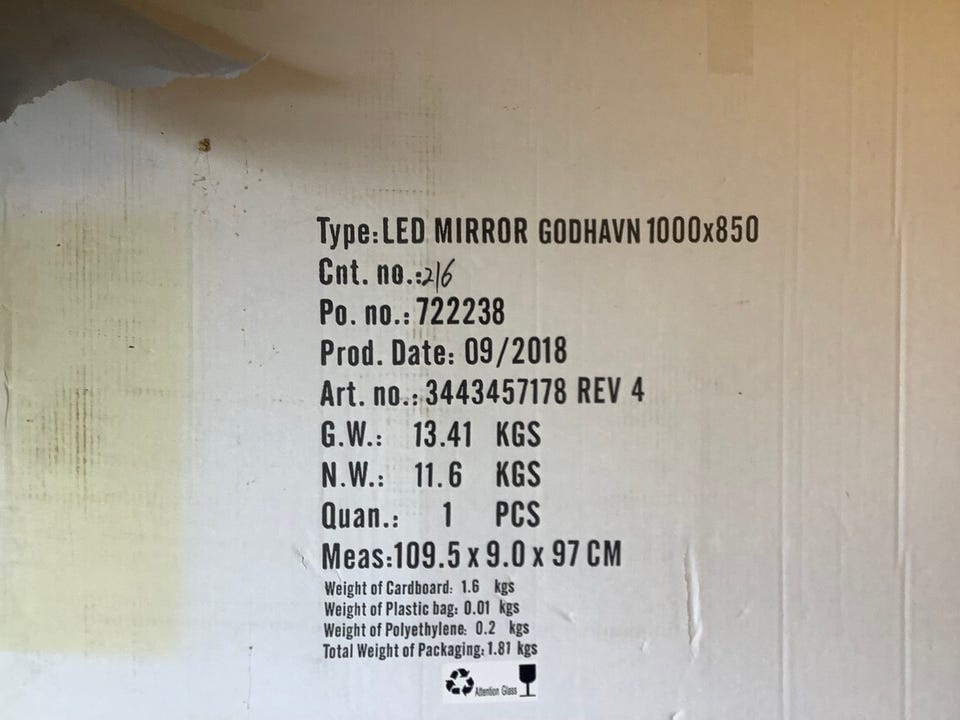 Type:LED MIRROR GODHAVN 1000x850
Cnt. no.:216
Po. no.: 722238
Prod. Date: 09/2018
Art. no.: 3443457178 REV 4
G.W.: 13.41 KGS
N.W.: 11.6 KGS
Quan.: 1 PCS
Meas:109.5 x 9.0 x 97 CM
Weight of Cardboard: 1.6 kgs
Weight of Plastic bag: 0.01 kgs
Weight of Polyethylene: 0.2 kgs
Total Weight of Packaging: 1.81 kgs
Attention Glass